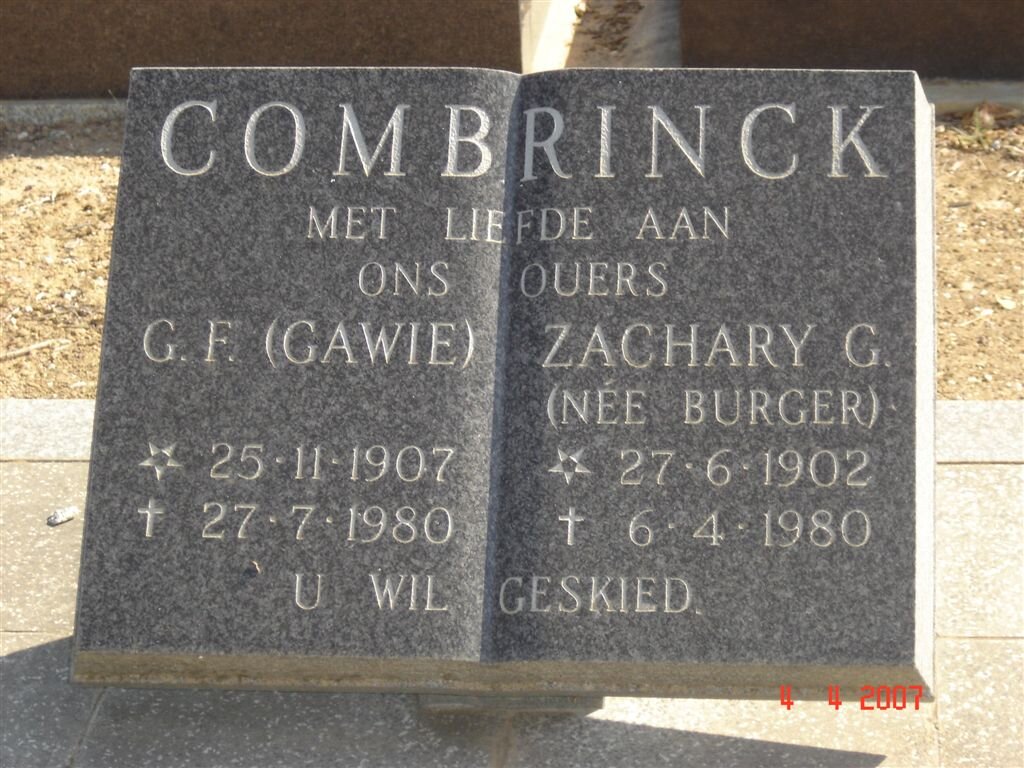 COMBRINCK
MET LIEFDE AAN
ONS OUERS
G. F. (GAWIE) ZACHARY G.
(NÉE BURGER)
25·11·1907 27·6·1902
27·7·1980 6·4·1980
U WIL GESKIED.
4 4 2007